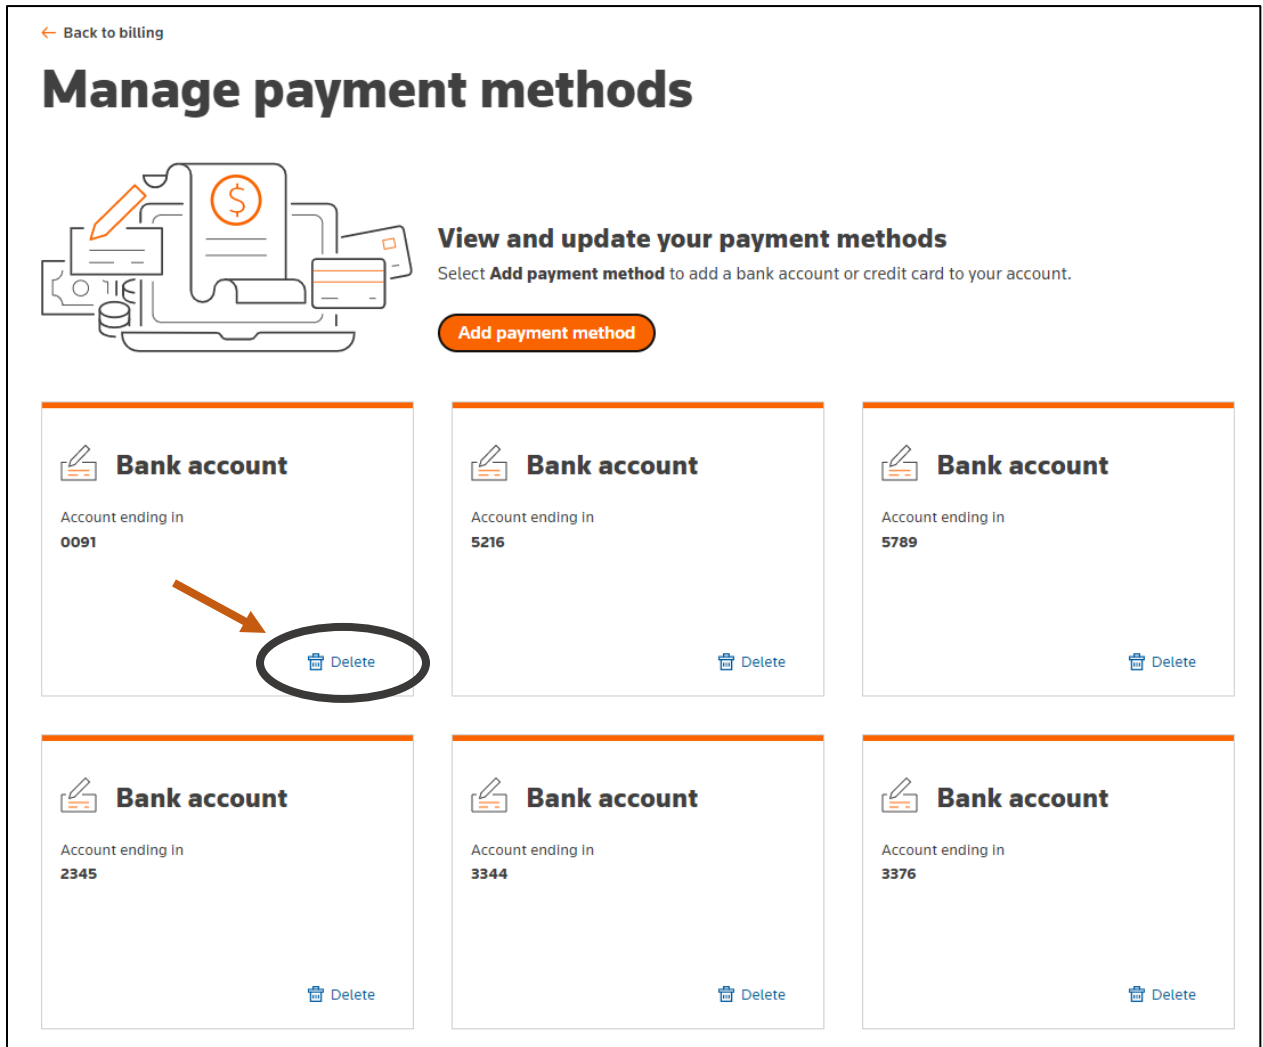 Back to billing
Manage payment methods
View and update your payment methods
Select Add payment method to add a bank account or credit card to your account.
Add payment method
Bank account
Account ending in
0091
Delete
Bank account
Account ending in
5216
Delete
Bank account
Account ending in
5789
Delete
Bank account
Account ending in
2345
Delete
Bank account
Account ending in
3344
Delete
Bank account
Account ending in
3376
Delete